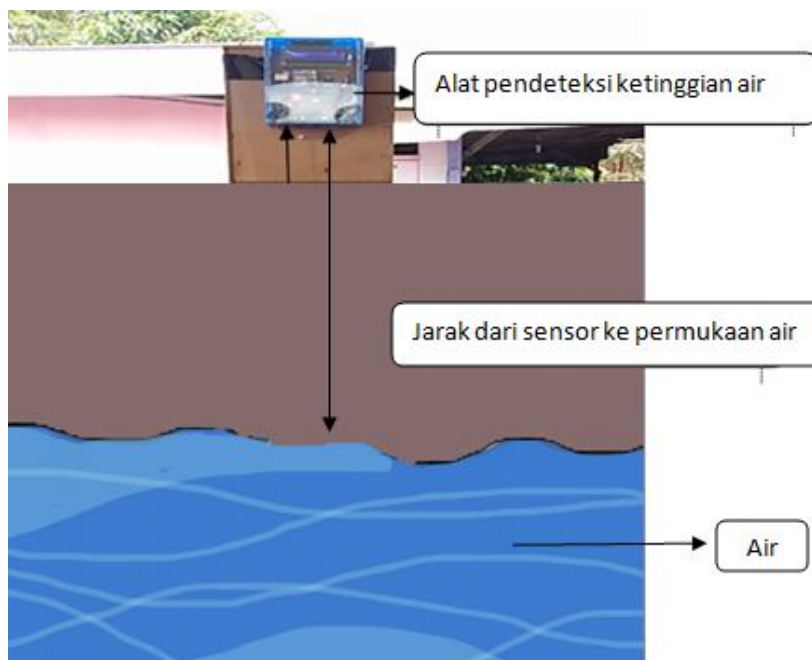 Alat pendeteksi ketinggian air
Jarak dari sensor ke permukaan air
Air